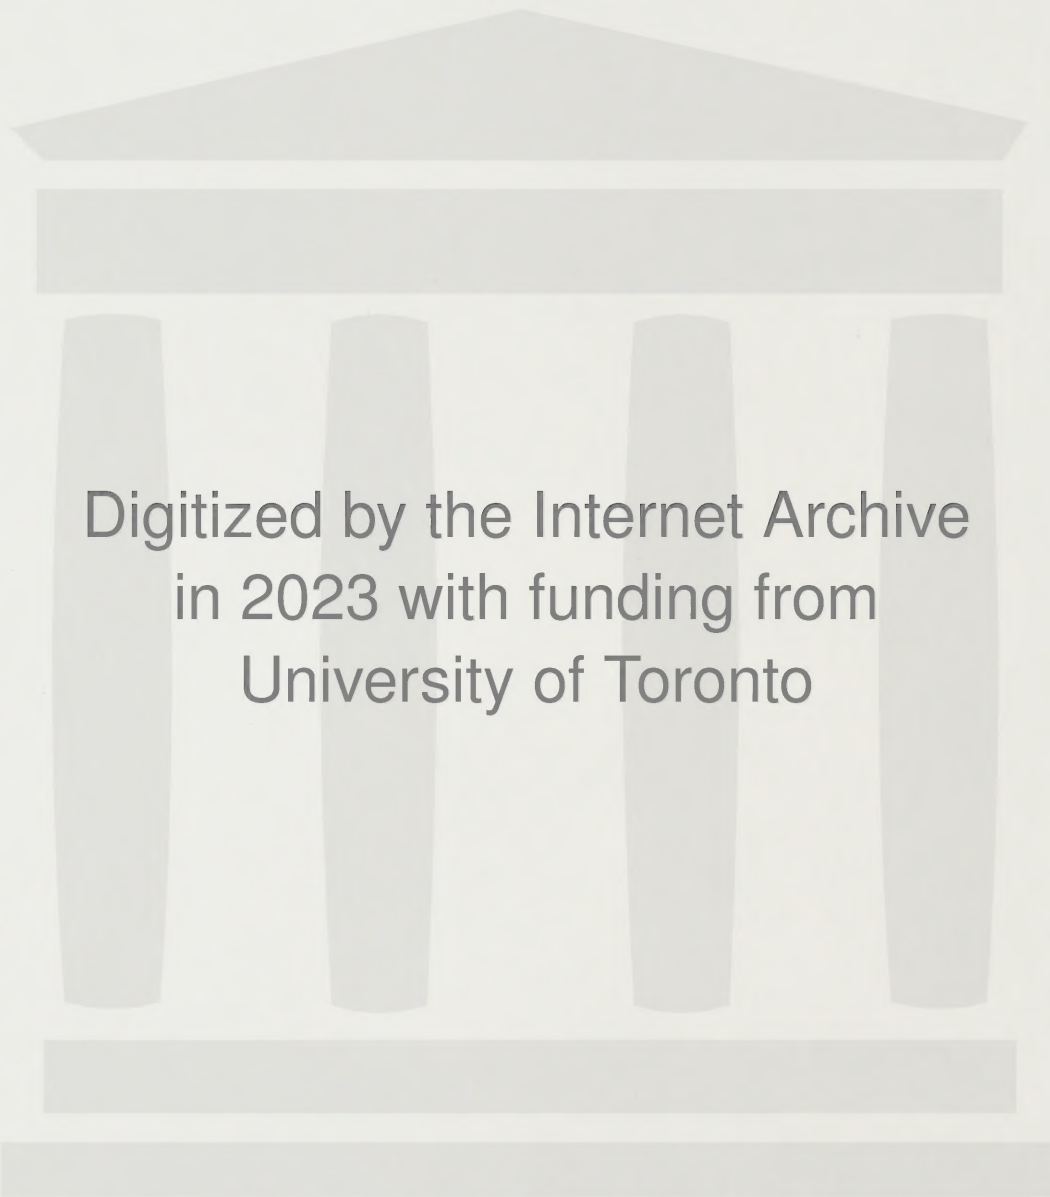 Digitized by the Internet Archive
in 2023 with funding from
University of Toronto